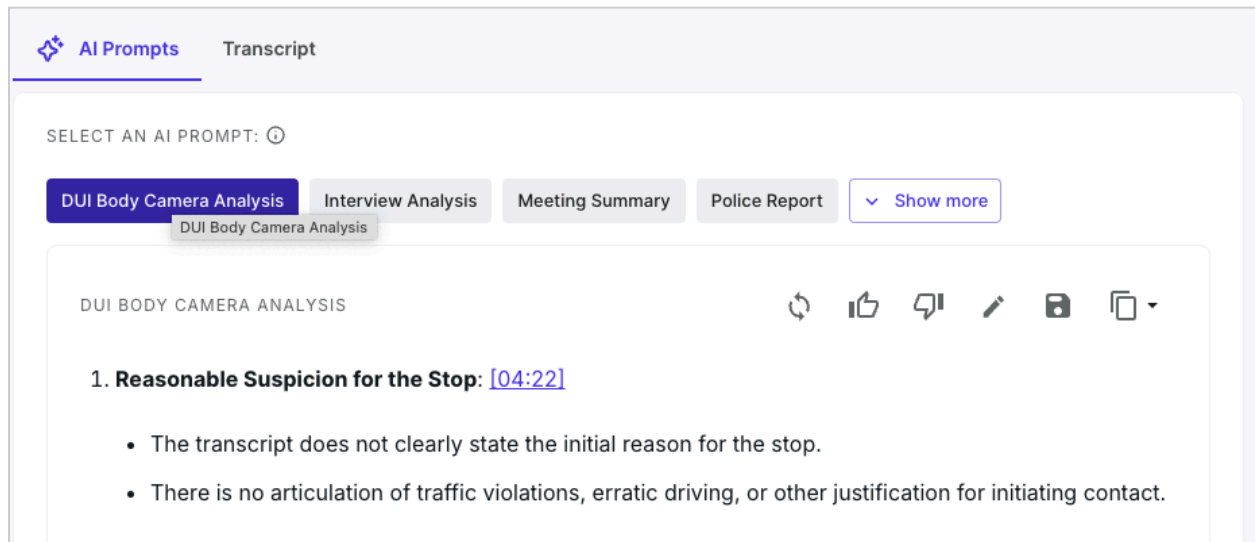 AI Prompts Transcript
SELECT AN AI PROMPT:
DUI Body Camera Analysis Interview Analysis Meeting Summary Police Report Show more
DUI Body Camera Analysis
DUI BODY CAMERA ANALYSIS
1. Reasonable Suspicion for the Stop: [04:22]
• The transcript does not clearly state the initial reason for the stop.
• There is no articulation of traffic violations, erratic driving, or other justification for initiating contact.